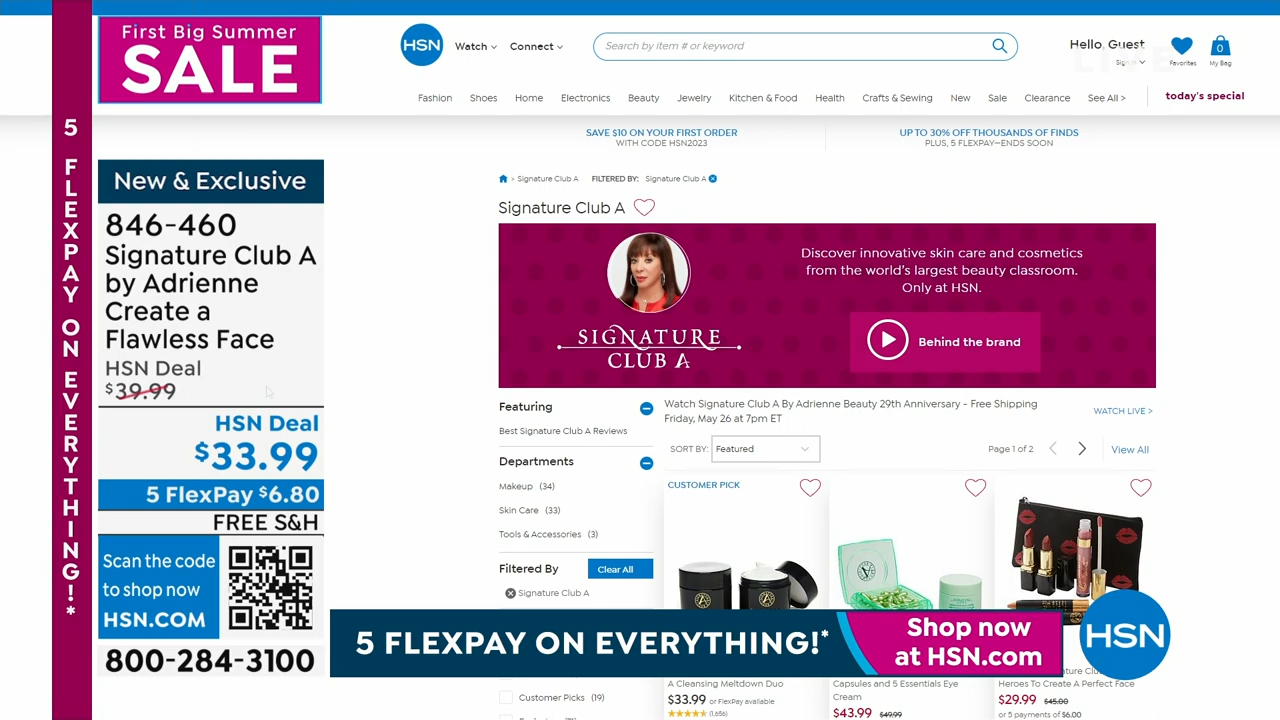 First Big Summer
SALE
5 FLEXPAY ON EVERYTHING!*
New & Exclusive
846-460
Signature Club A
by Adrienne
Create a
Flawless Face
HSN Deal
$39.99
HSN Deal
$33.99
5 FlexPay $6.80
FREE S&H
Scan the code
to shop now
HSN.COM
800-284-3100
HSN
Watch
Connect
Search by item # or keyword
Hello, Guest
Sign In
Favorites
0
My Bag
Fashion
Shoes
Home
Electronics
Beauty
Jewelry
Kitchen & Food
Health
Crafts & Sewing
New
Sale
Clearance
See All >
today's special
SAVE $10 ON YOUR FIRST ORDER
WITH CODE HSN2023
UP TO 30% OFF THOUSANDS OF FINDS
PLUS, 5 FLEXPAY—ENDS SOON
> Signature Club A FILTERED BY: Signature Club A
Signature Club A
SIGNATURE
CLUB A
Discover innovative skin care and cosmetics
from the world's largest beauty classroom.
Only at HSN.
Behind the brand
Featuring
Best Signature Club A Reviews
Departments
Makeup (34)
Skin Care (33)
Tools & Accessories (3)
Filtered By
Clear All
Signature Club A
Customer Picks (19)
Watch Signature Club A By Adrienne Beauty 29th Anniversary - Free Shipping
Friday, May 26 at 7pm ET
WATCH LIVE >
SORT BY: Featured
Page 1 of 2
View All
CUSTOMER PICK
A Cleansing Meltdown Duo
$33.99 or FlexPay available
(1,656)
Capsules and 5 Essentials Eye
Cream
$43.99 $49.99
Heroes To Create A Perfect Face
$29.99 $45.00
or 5 payments of $6.00
5 FLEXPAY ON EVERYTHING!*
Shop now
at HSN.com
HSN